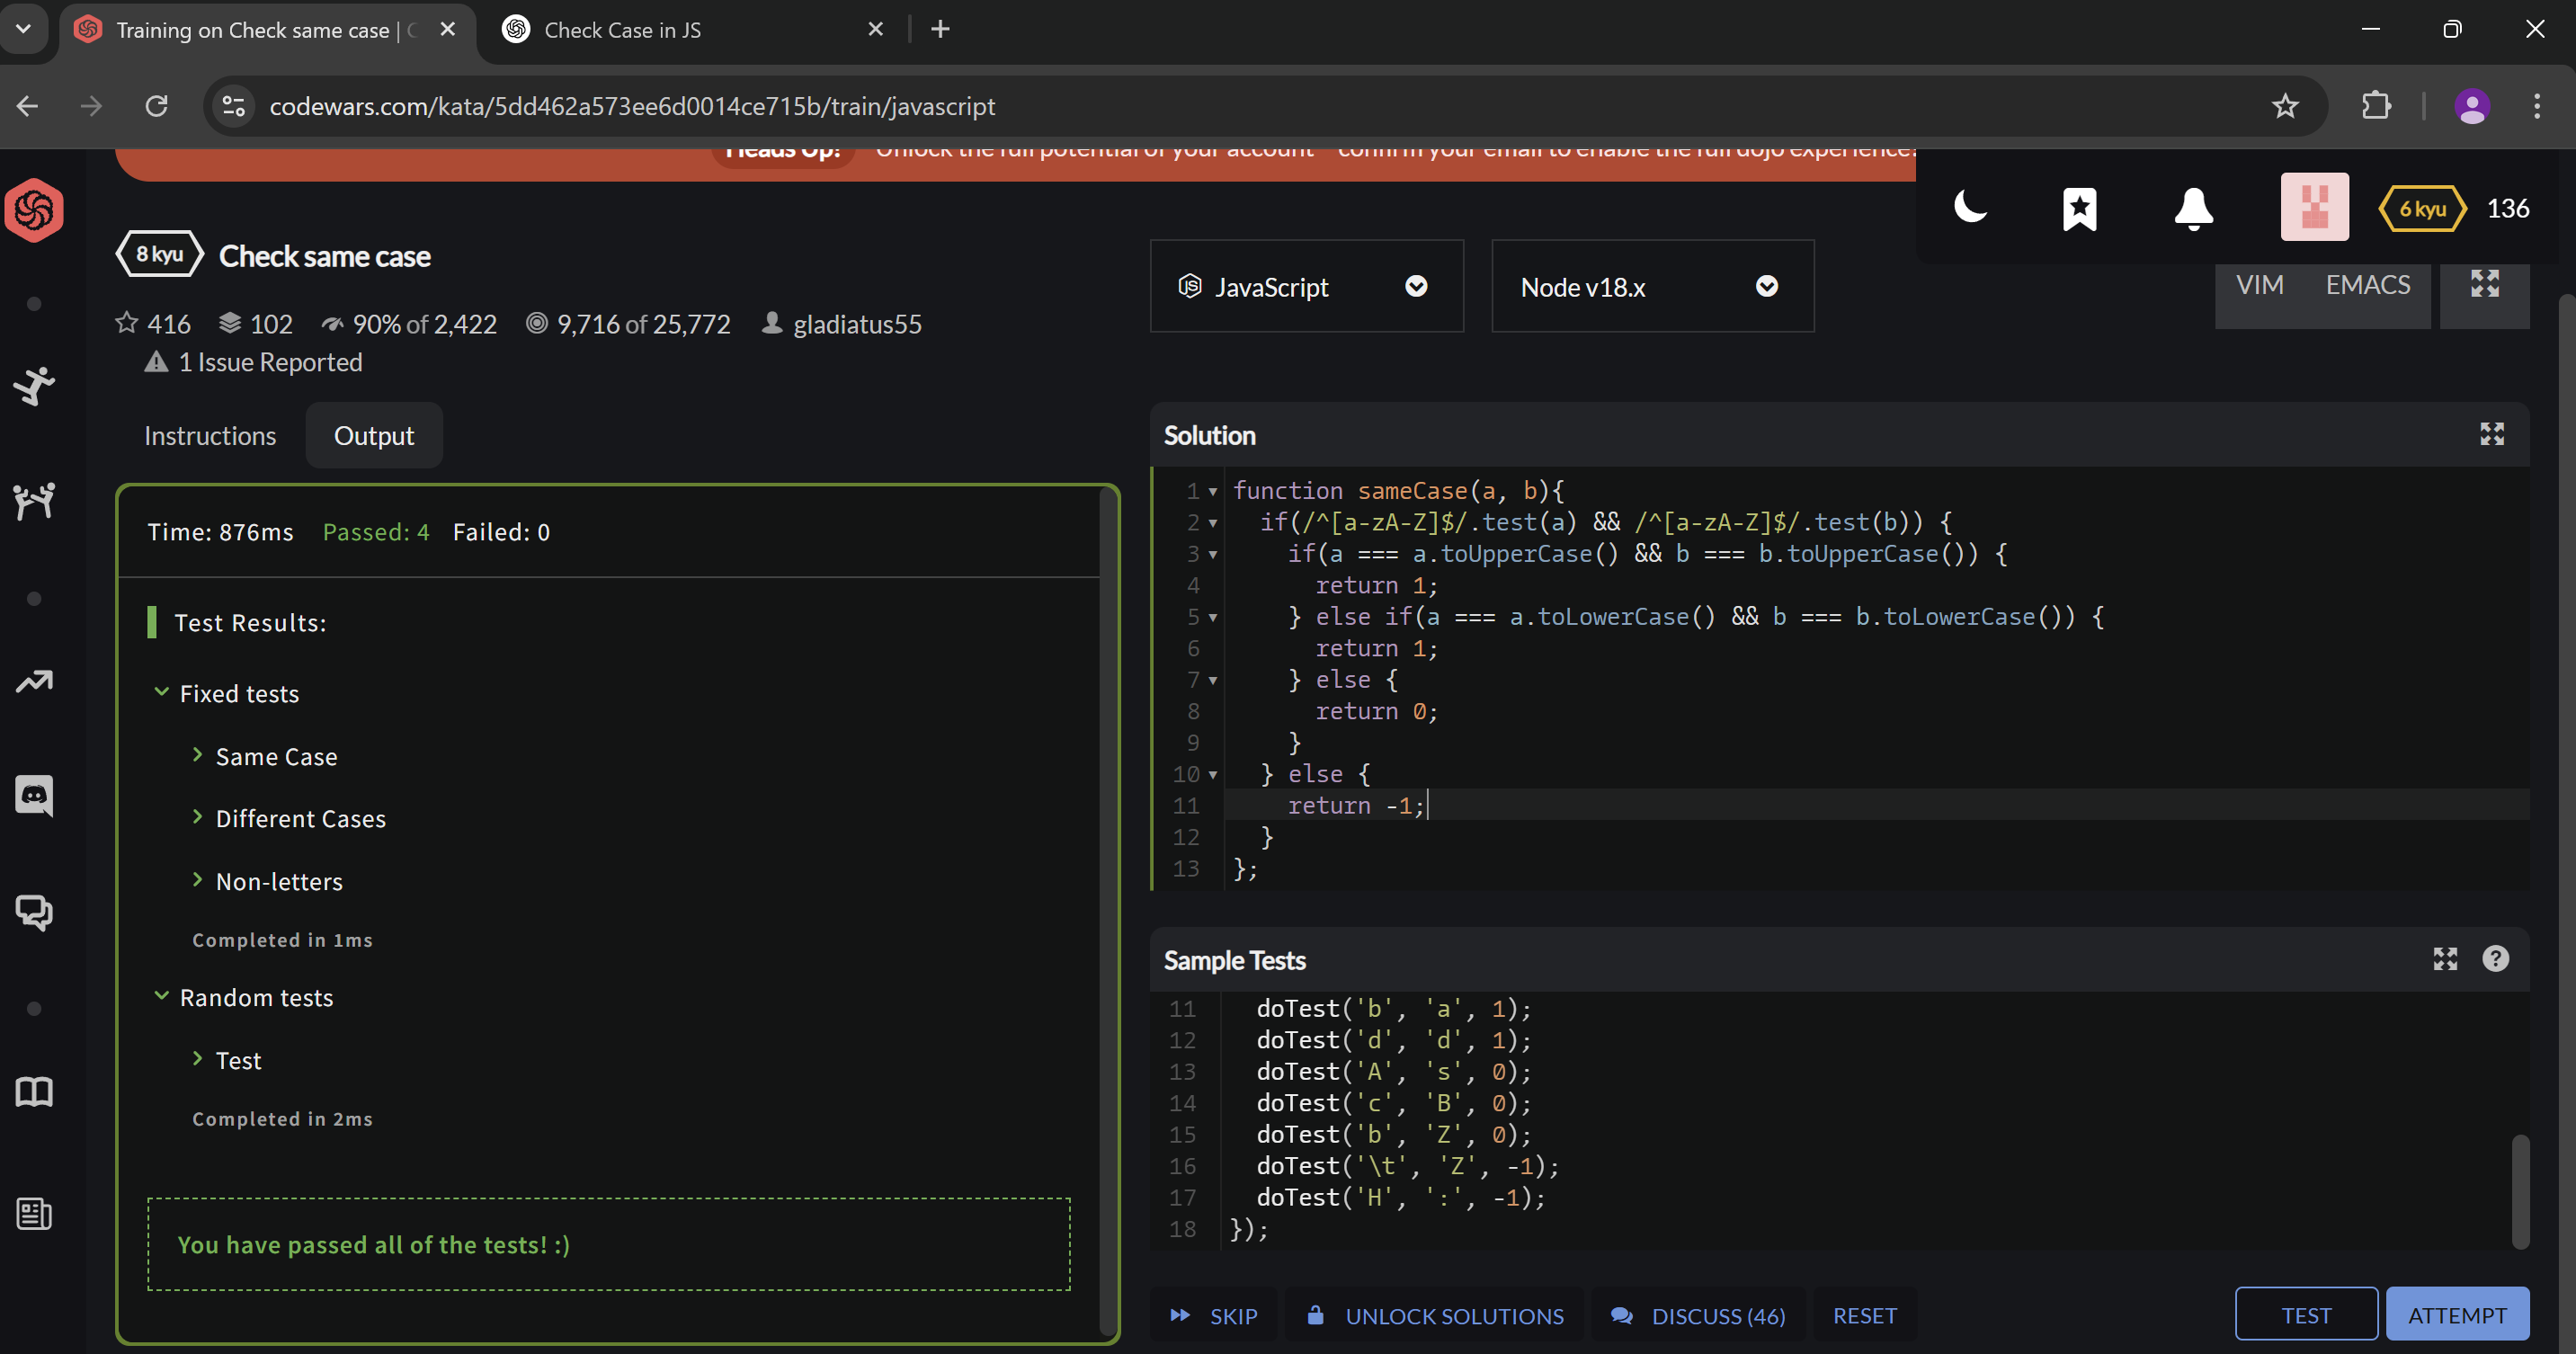 Training on Check same case | C
Check Case in JS
codewars.com/kata/5dd462a573ee6d0014ce715b/train/javascript
Heads Up! Unlock the full potential of your account confirm your email to enable the full dojo experience.
6 kyu 136
8 kyu Check same case
416 102 90% of 2,422 9,716 of 25,772 gladiatus55
1 Issue Reported
JavaScript
Node v18.x
VIM EMACS
Instructions Output
Time: 876ms Passed: 4 Failed: 0
Test Results:
Fixed tests
Same Case
Different Cases
Non-letters
Completed in 1ms
Random tests
Test
Completed in 2ms
You have passed all of the tests! :)
Solution
1 function sameCase(a, b){
2 if(/^[a-zA-Z]$/.test(a) && /^[a-zA-Z]$/.test(b)) {
3 if(a === a.toUpperCase() && b === b.toUpperCase()) {
4 return 1;
5 } else if(a === a.toLowerCase() && b === b.toLowerCase()) {
6 return 1;
7 } else {
8 return 0;
9 }
10 } else {
11 return -1;
12 }
13 };
Sample Tests
11 doTest('b', 'a', 1);
12 doTest('d', 'd', 1);
13 doTest('A', 's', 0);
14 doTest('c', 'B', 0);
15 doTest('b', 'Z', 0);
16 doTest('\t', 'Z', -1);
17 doTest('H', ':', -1);
18 });
SKIP UNLOCK SOLUTIONS DISCUSS (46) RESET TEST ATTEMPT